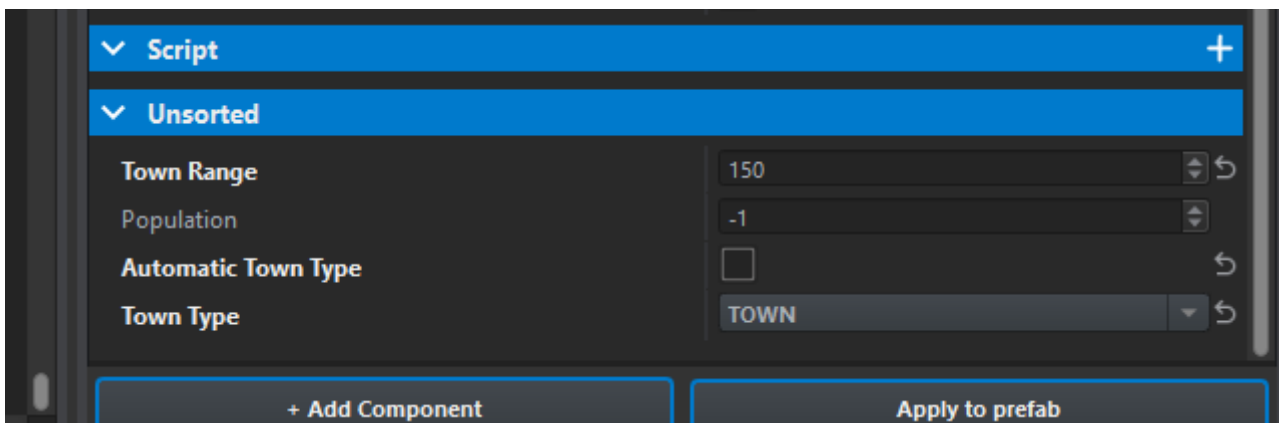 Script
Unsorted
Town Range 150
Population -1
Automatic Town Type
Town Type TOWN
+ Add Component Apply to prefab